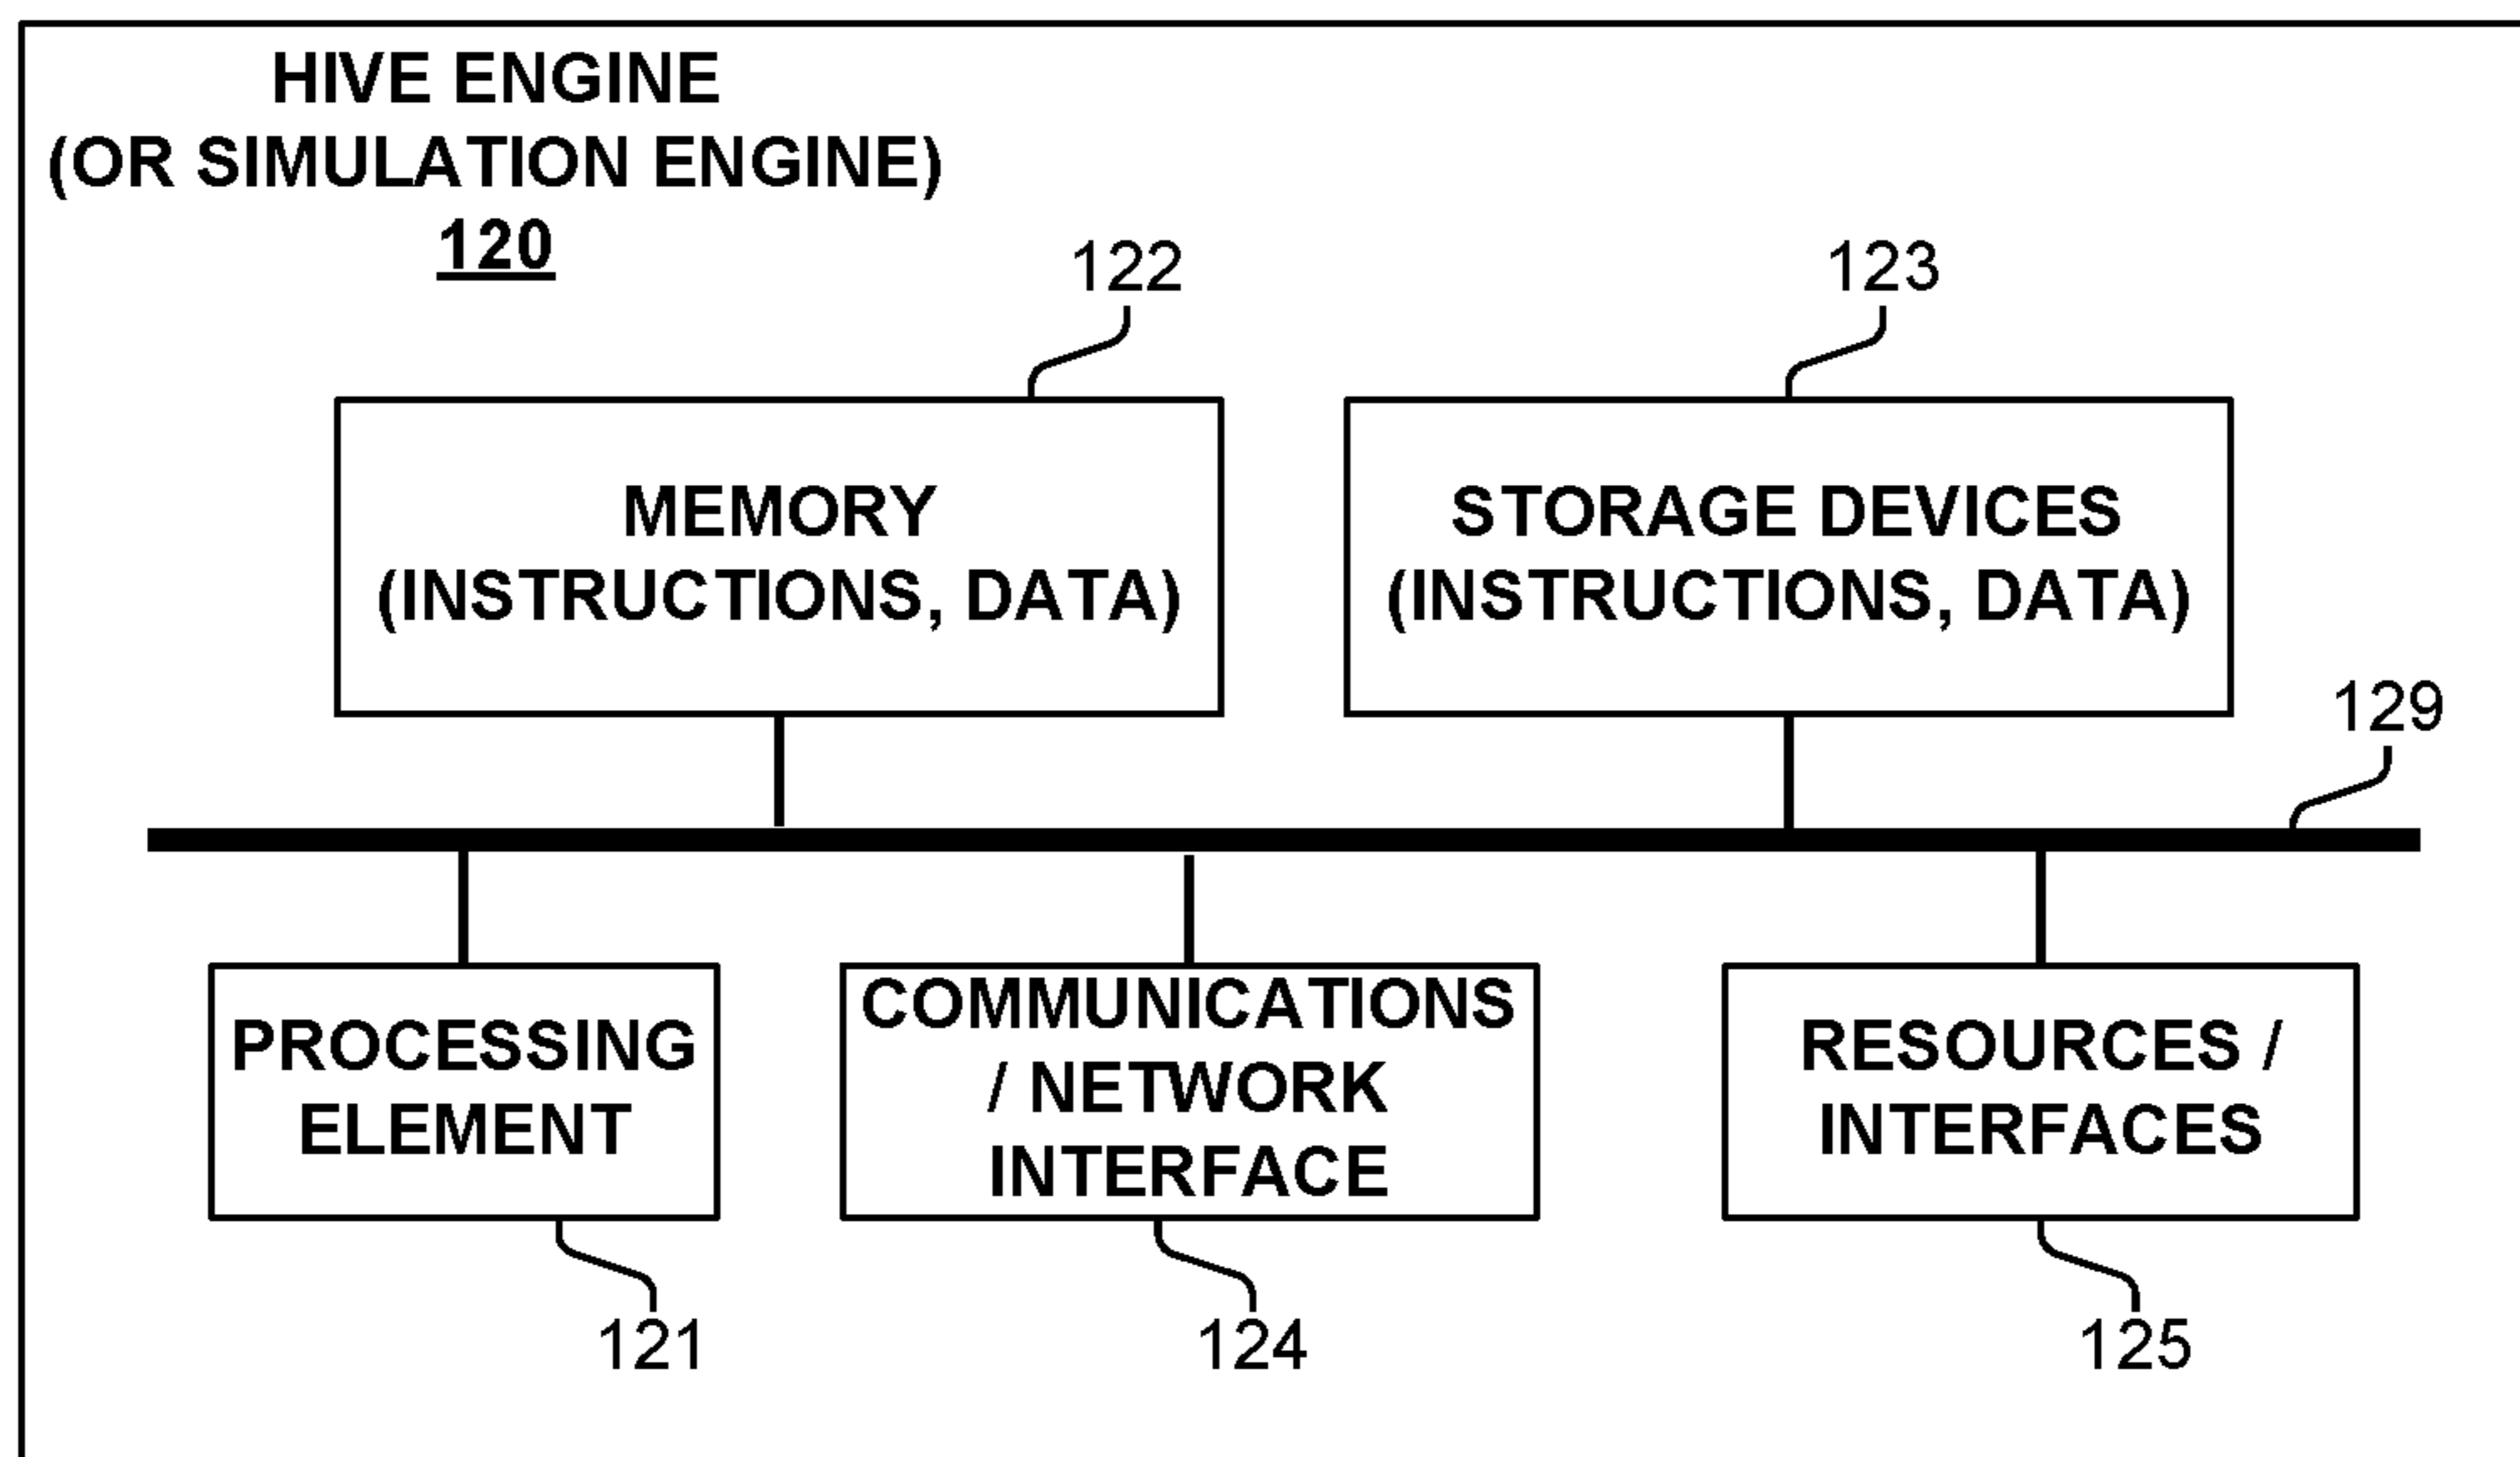 HIVE ENGINE
(OR SIMULATION ENGINE)
120
122
123
MEMORY
(INSTRUCTIONS, DATA)
STORAGE DEVICES
(INSTRUCTIONS, DATA)
129
PROCESSING
ELEMENT
COMMUNICATIONS
/ NETWORK
INTERFACE
RESOURCES /
INTERFACES
121
124
125